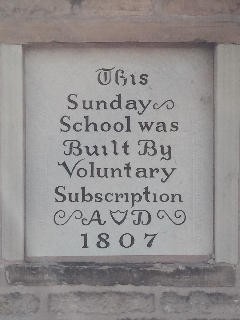 This
Sunday
School was
Built By
Voluntary
Subscription
A D
1807